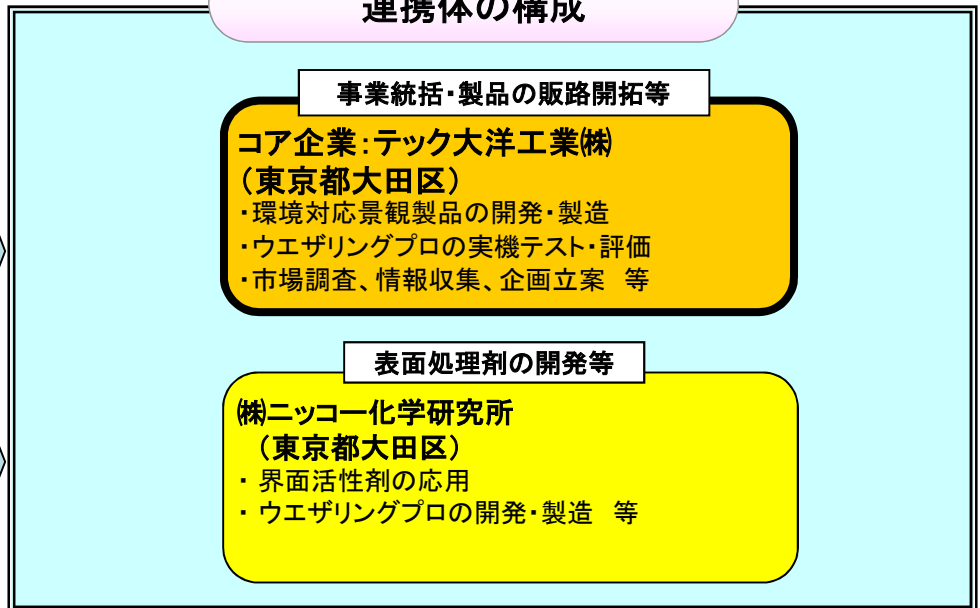 連携体の構成
事業統括・製品の販路開拓等
コア企業：テック大洋工業㈱
（東京都大田区）
・環境対応景観製品の開発・製造
・ウエザリングプロの実機テスト・評価
・市場調査、情報収集、企画立案　等
表面処理剤の開発等
㈱ニッコー化学研究所
（東京都大田区）
・ 界面活性剤の応用
・ ウエザリングプロの開発・製造　等